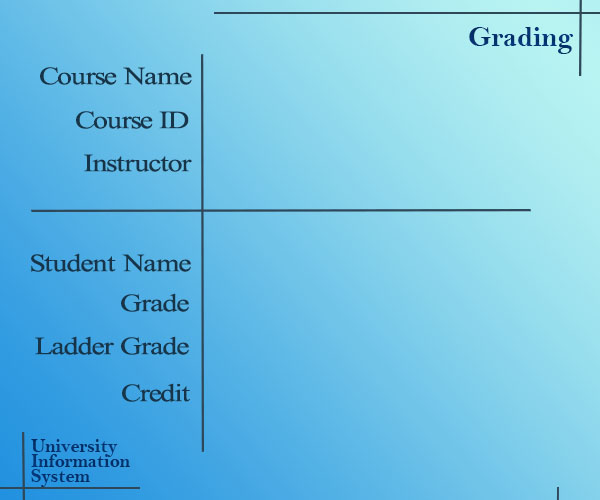 Grading
Course Name
Course ID
Instructor
Student Name
Grade
Ladder Grade
Credit
University
Information
System